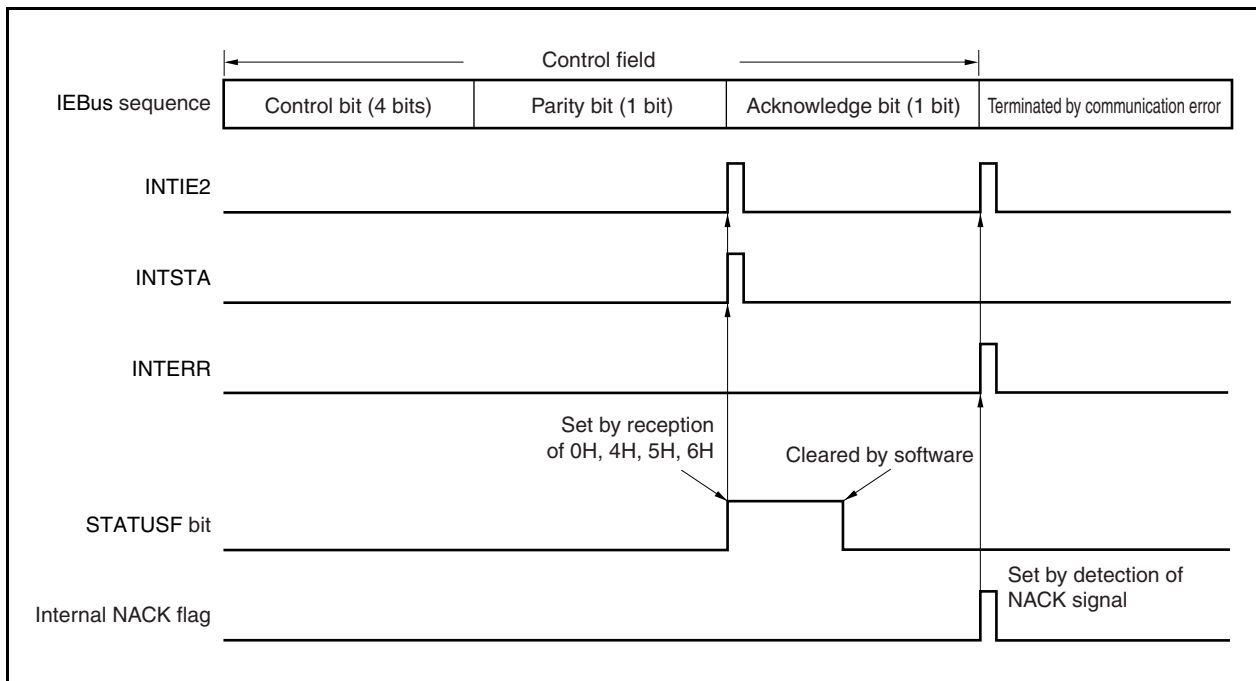 Control field
IEBus sequence
Control bit (4 bits)
Parity bit (1 bit)
Acknowledge bit (1 bit)
Terminated by communication error
INTIE2
INTSTA
INTERR
Set by reception
of 0H, 4H, 5H, 6H
Cleared by software
STATUSF bit
Set by detection of
NACK signal
Internal NACK flag